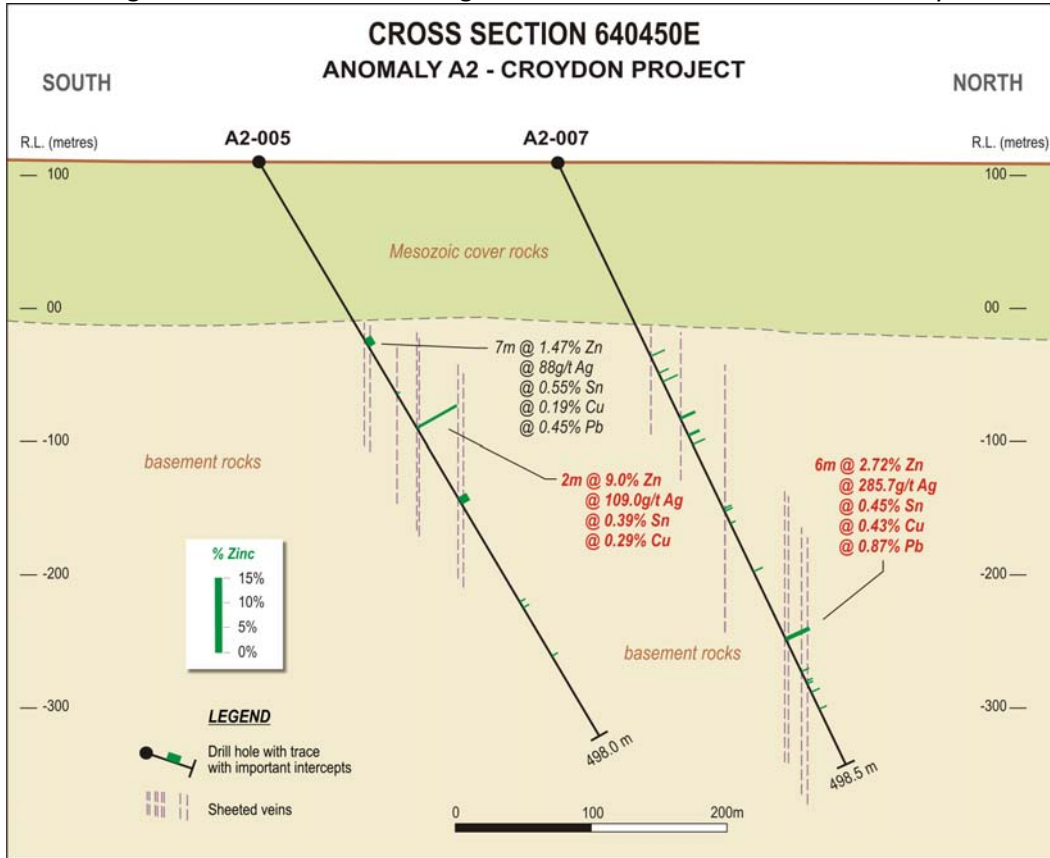 CROSS SECTION 640450E
ANOMALY A2 - CROYDON PROJECT
SOUTH
NORTH
R.L. (metres)
A2-005
A2-007
R.L. (metres)
100
100
Mesozoic cover rocks
00
00
7m @ 1.47% Zn
@ 88g/t Ag
@ 0.55% Sn
@ 0.19% Cu
@ 0.45% Pb
-100
-100
basement rocks
2m @ 9.0% Zn
@ 109.0g/t Ag
@ 0.39% Sn
@ 0.29% Cu
6m @ 2.72% Zn
@ 285.7g/t Ag
@ 0.45% Sn
@ 0.43% Cu
@ 0.87% Pb
% Zinc
15%
10%
5%
0%
-200
-200
basement rocks
-300
-300
LEGEND
Drill hole with trace
with important intercepts
Sheeted veins
498.0 m
498.5 m
0 100 200m